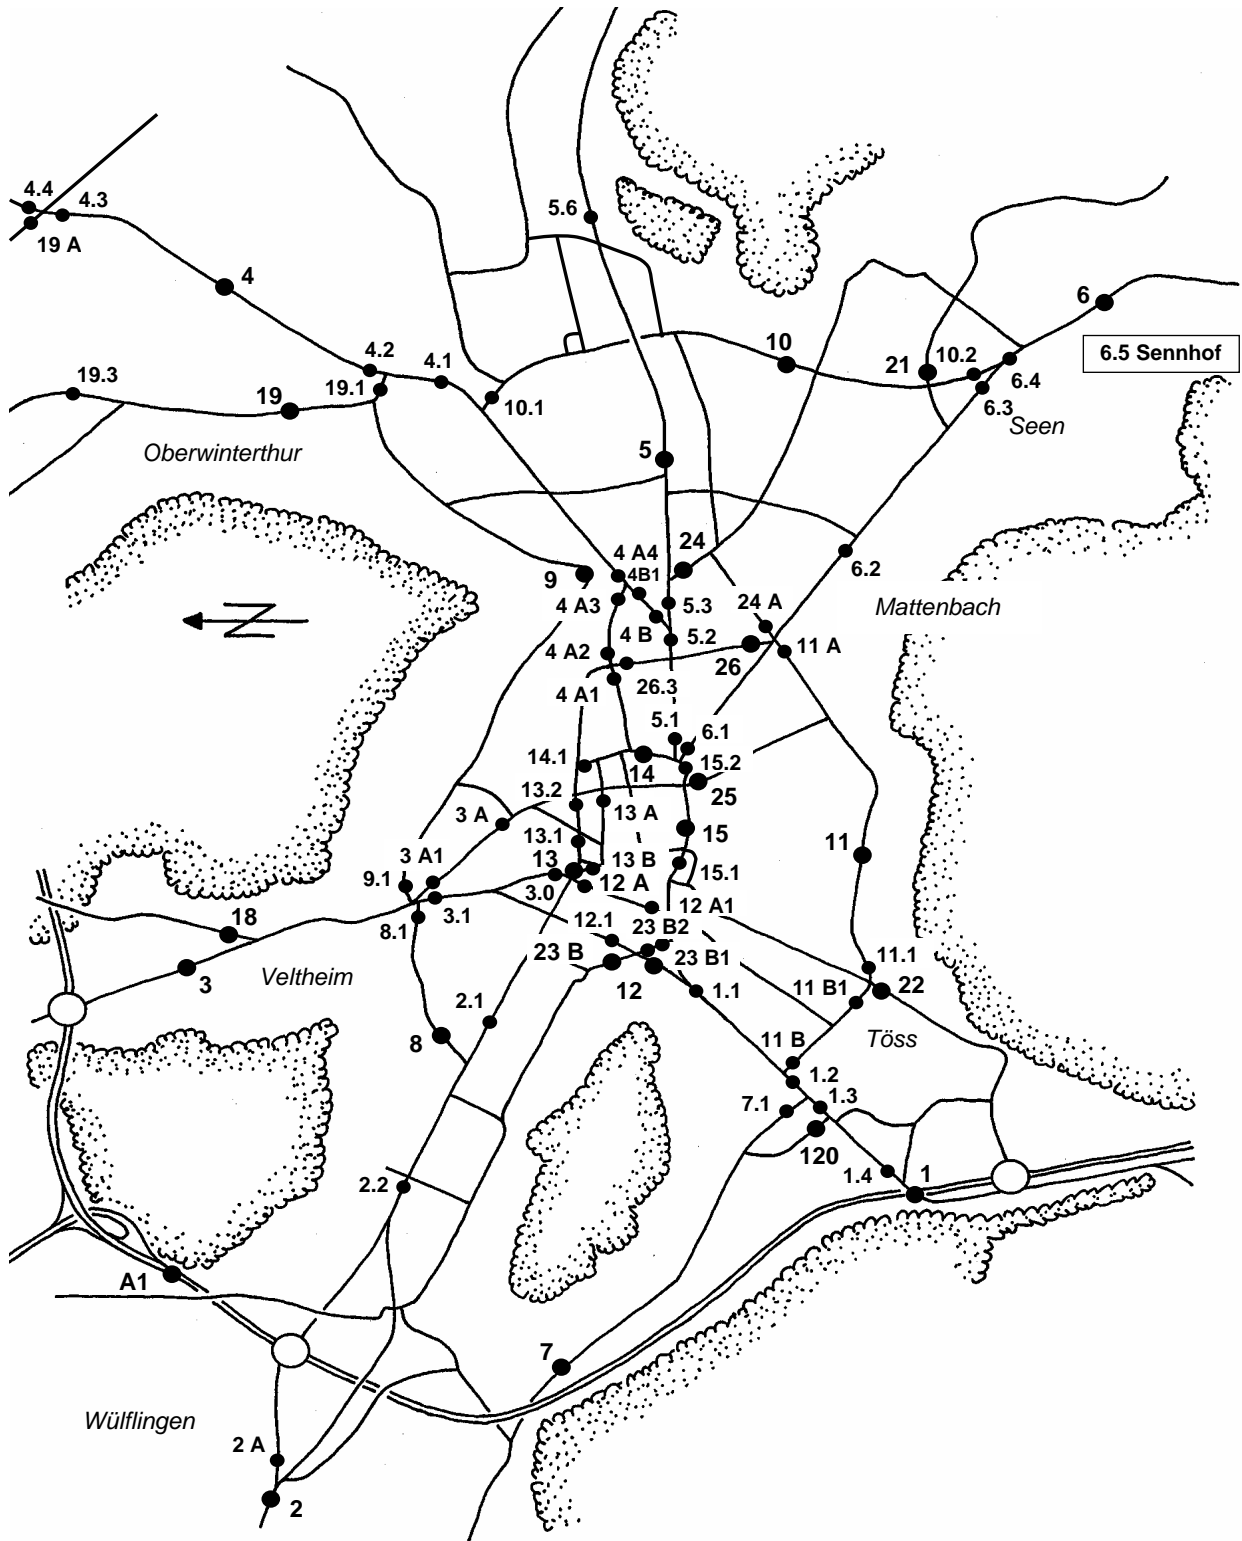 4.4
4.3
19 A
5.6
4
6
6.5 Sennhof
10
21
10.2
6.4
6.3
Seen
4.2
4.1
19.3
19
19.1
10.1
Oberwinterthur
5
4 A4
24
9
4B1
6.2
4 A3
5.3
24 A
Mattenbach
4 B
5.2
4 A2
26
11 A
26.3
4 A1
5.1
6.1
14.1
14
15.2
13.2
25
3 A
13 A
13.1
15
11
3 A1
13
13 B
15.1
9.1
3.0
12 A
3.1
12 A1
18
8.1
12.1
23 B2
23 B
23 B1
11.1
Veltheim
3
12
1.1
11 B1
22
2.1
8
11 B
Töss
1.2
7.1
1.3
120
2.2
1.4
1
A1
7
Wülflingen
2 A
2